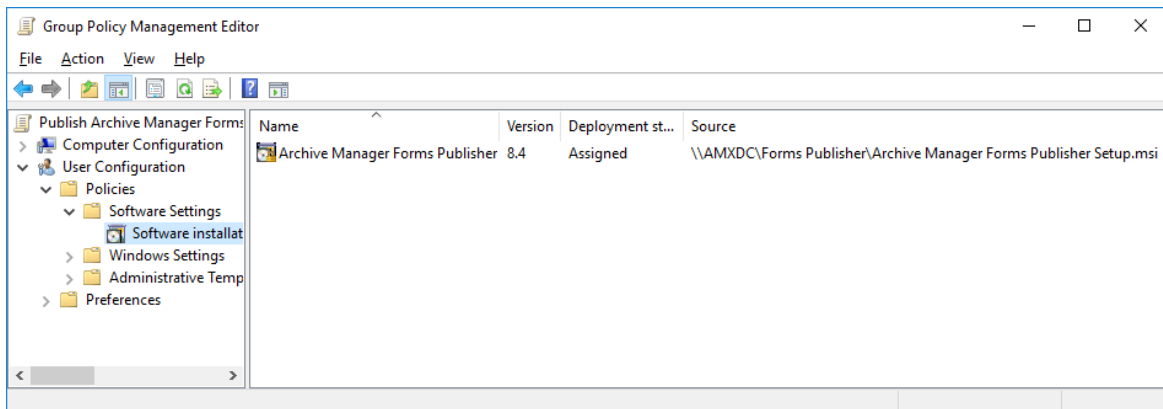 Group Policy Management Editor
File Action View Help
Publish Archive Manager Forms
Computer Configuration
User Configuration
Policies
Software Settings
Software installat
Windows Settings
Administrative Temp
Preferences
Name Version Deployment st... Source
Archive Manager Forms Publisher 8.4 Assigned \\AMXDC\Forms Publisher\Archive Manager Forms Publisher Setup.msi